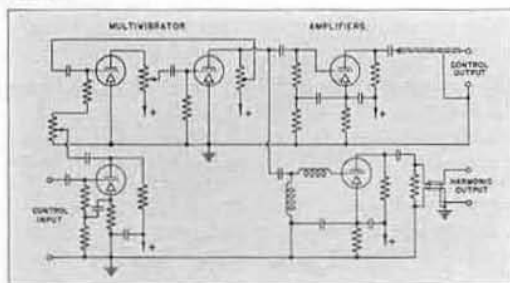 MULTIVIBRATOR
AMPLIFIERS
CONTROL
OUTPUT
CONTROL
INPUT
HARMONIC
OUTPUT